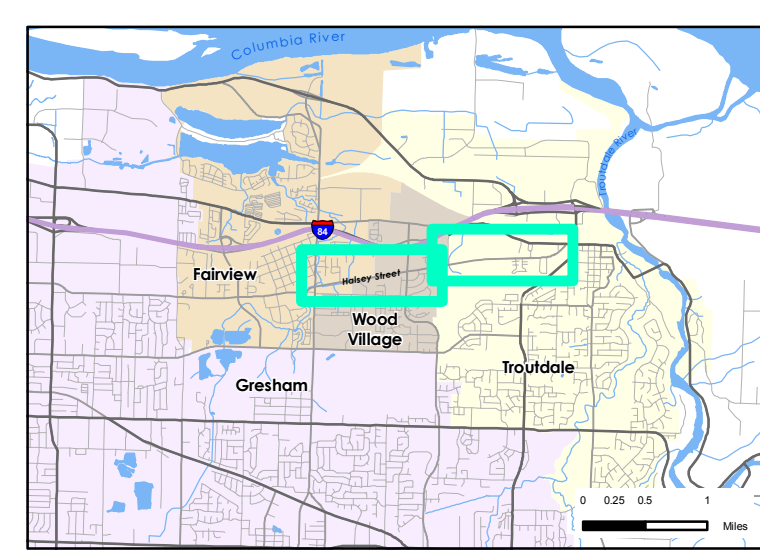 Columbia River
Troutdale River
84
Fairview
Halsey Street
Wood
Village
Troutdale
Gresham
0 0.25 0.5 1
Miles